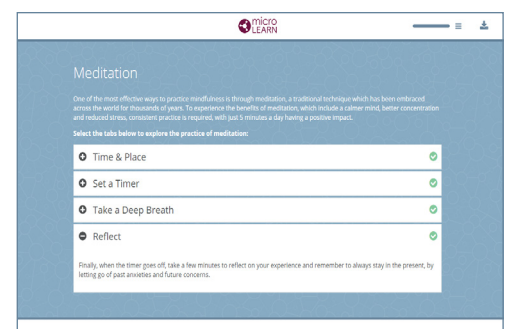 micro
LEARN
Meditation
One of the most effective ways to practice mindfulness is through meditation, a traditional technique which has been embraced
across the world for thousands of years. To experience the benefits of meditation, which include a calmer mind, better concentration
and reduced stress, consistent practice is required, with just 5 minutes a day having a positive impact.
Select the tabs below to explore the practice of meditation:
Time & Place
Set a Timer
Take a Deep Breath
Reflect
Finally, when the timer goes off, take a few minutes to reflect on your experience and remember to always stay in the present, by
letting go of past anxieties and future concerns.